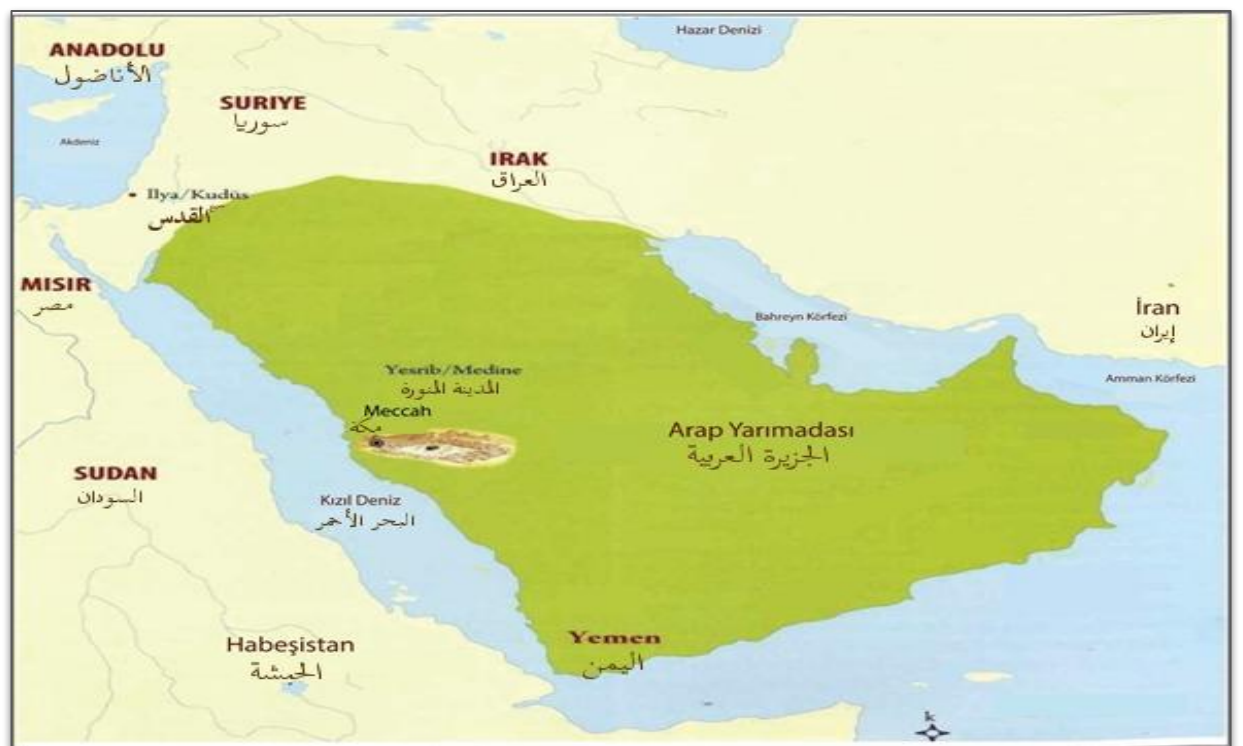 Hazar Denizi
ANADOLU
الأناضول
SURIYE
سوريا
Akdeniz
IRAK
العراق
Ilya/Kudüs
القدس
MISIR
مصر
İran
إيران
Bahreyn Körfezi
Amman Körfezi
Yesrib/Medine
المدينة المنورة
Meccah
مكة
Arap Yarımadası
الجزيرة العربية
SUDAN
السودان
Kızıl Deniz
البحر الأحمر
Habeşistan
الحبشة
Yemen
اليمن
k